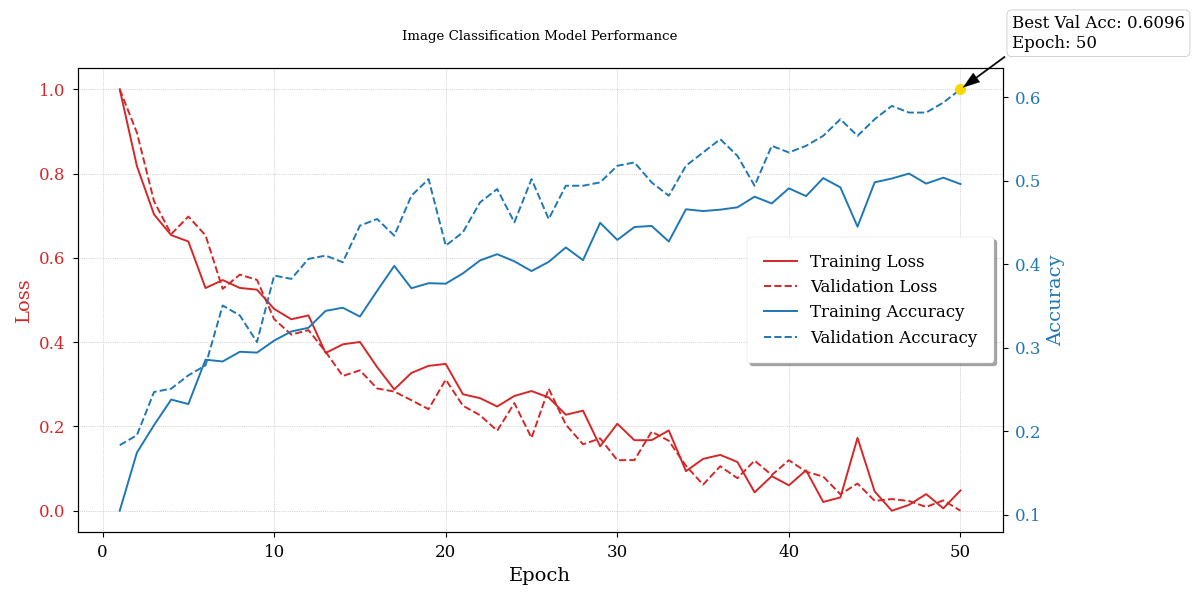 Best Val Acc: 0.6096
Epoch: 50
Image Classification Model Performance
1.0
0.8
0.6
0.4
0.2
0.0
Loss
0
10
20
30
40
50
Epoch
0.6
0.5
0.4
0.3
0.2
0.1
Accuracy
Training Loss
Validation Loss
Training Accuracy
Validation Accuracy